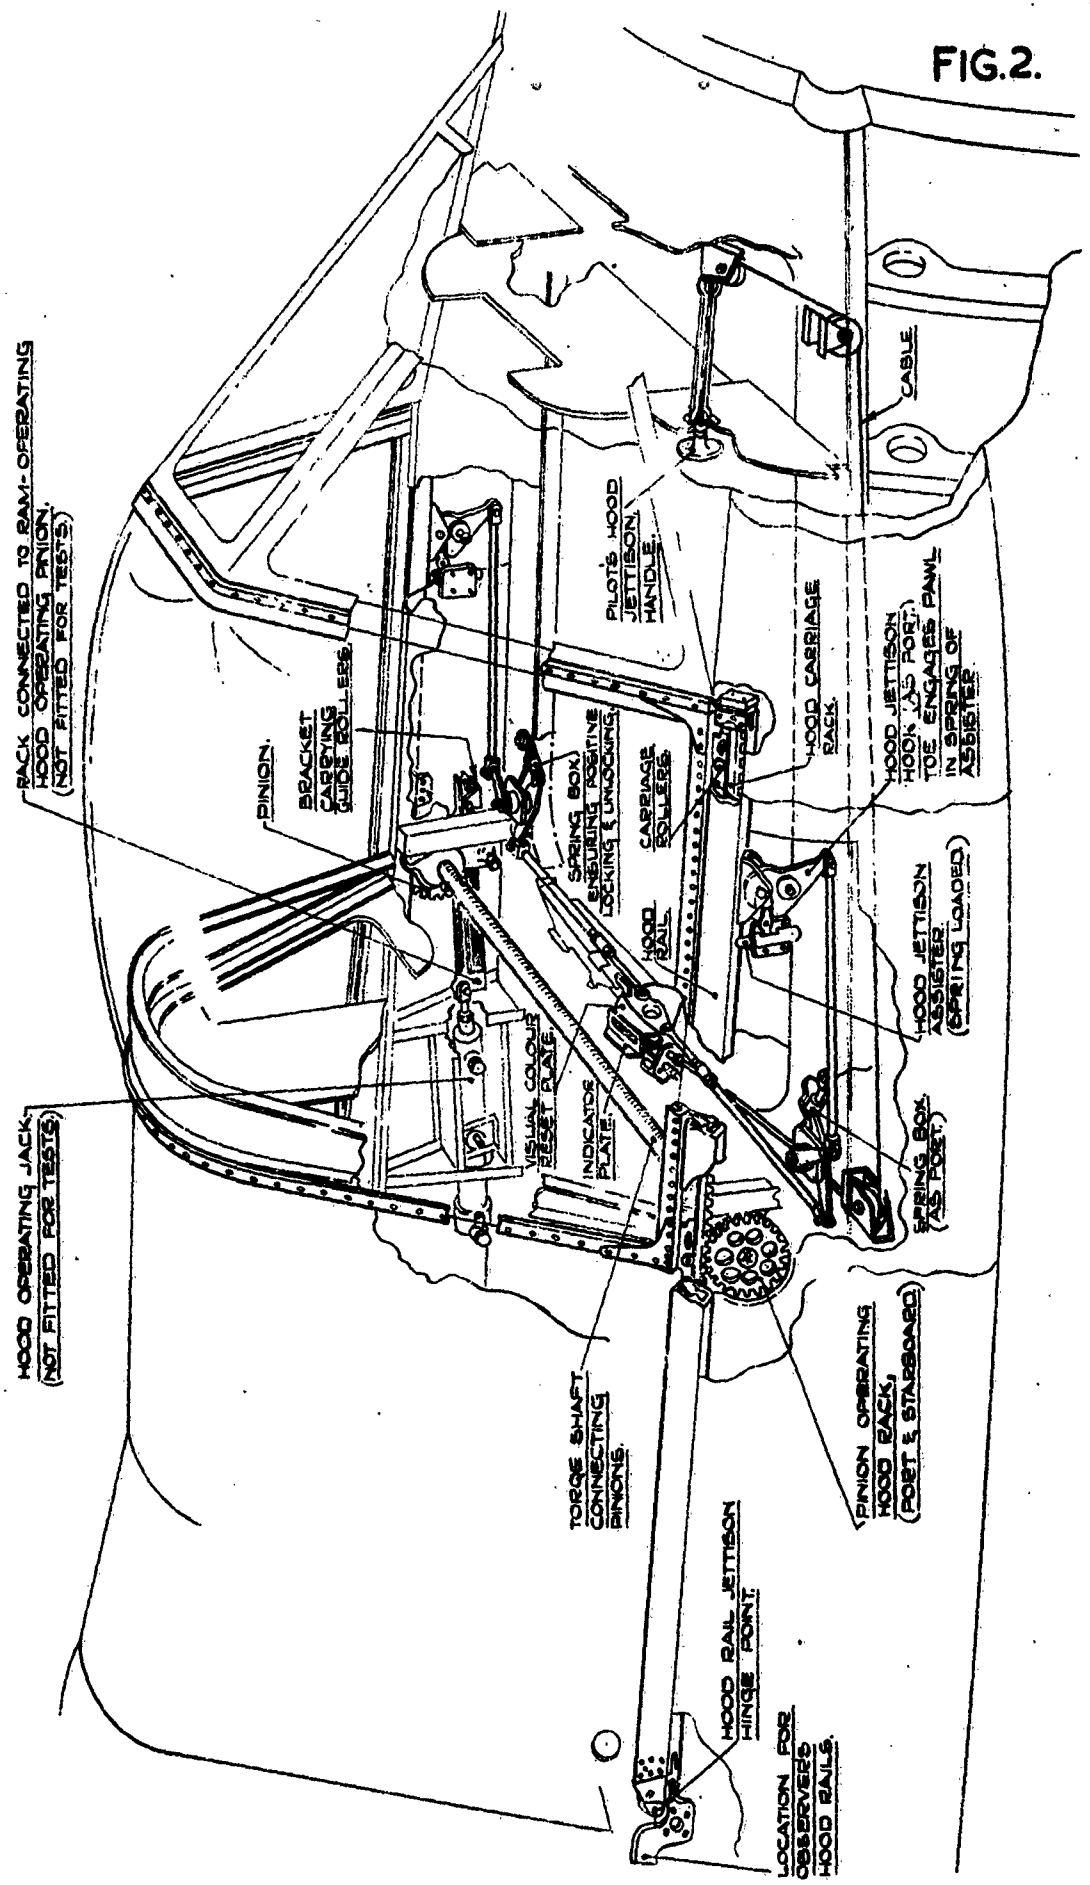 FIG.2.
RACK CONNECTED TO RAM-OPERATING
HOOD OPERATING PINION.
(NOT FITTED FOR TESTS)
PINION.
BRACKET
CARRYING
GUIDE ROLLERS.
HOOD OPERATING JACK.
(NOT FITTED FOR TESTS)
PILOT'S HOOD
JETTISON
HANDLE.
CABLE
SPRING BOX
ENSURING POSITIVE
LOCKING & UNLOCKING.
CARRIAGE
ROLLERS.
HOOD CARRIAGE
RACK.
HOOD JETTISON
HOOK (AS PORT.)
TOE ENGAGES PAWL
IN SPRING OF
ASSISTER
HOOD
RAIL.
HOOD JETTISON
ASSISTER.
(SPRING LOADED)
VISUAL COLOUR
RESET PLATE.
INDICATOR
PLATE.
SPRING BOX.
(AS PORT.)
TORQE SHAFT
CONNECTING
PINIONS.
PINION OPERATING
HOOD RACK,
(PORT & STARBOARD)
HOOD RAIL JETTISON
HINGE POINT.
LOCATION FOR
OBSERVERS
HOOD RAILS.